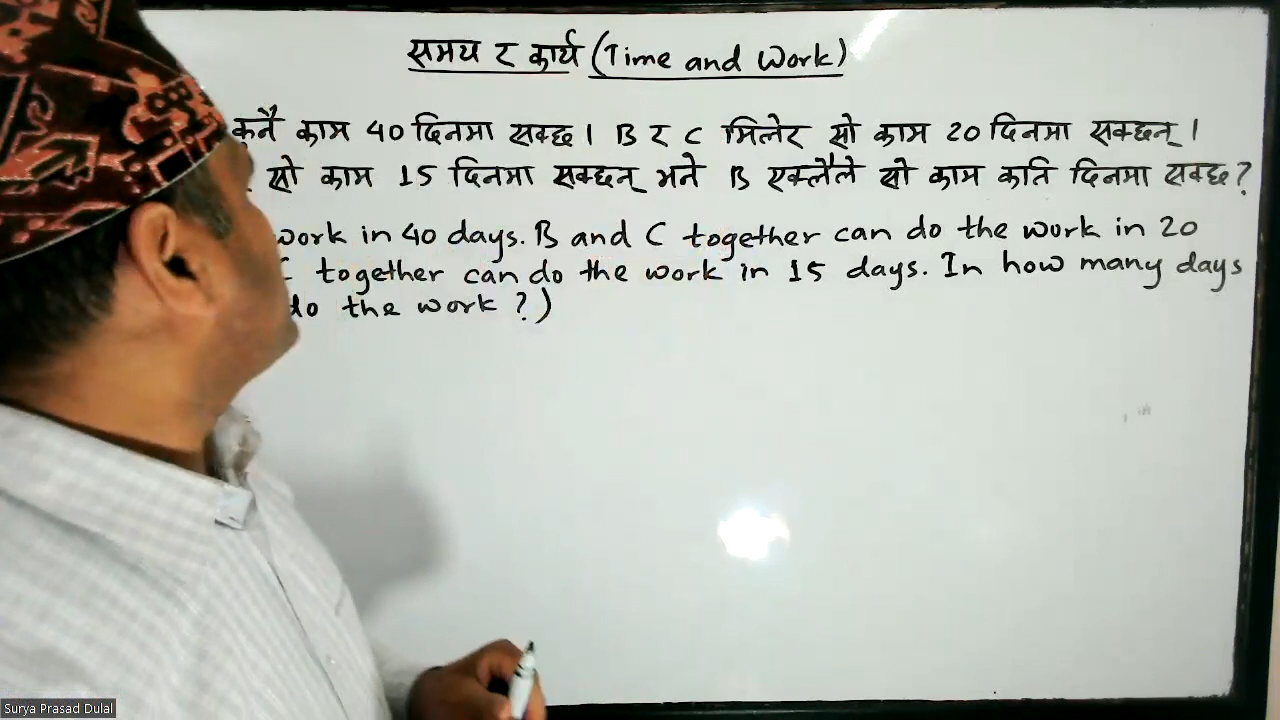 समय र कार्य (Time and Work)
कुनै काम 40 दिनमा सक्छ। B र C मिलेर सो काम 20 दिनमा सक्छन्।
सो काम 15 दिनमा सक्छन् भने B एक्लैले सो काम कति दिनमा सक्छ?
work in 40 days. B and C together can do the work in 20
C together can do the work in 15 days. In how many days
do the work ?)
Surya Prasad Dulal